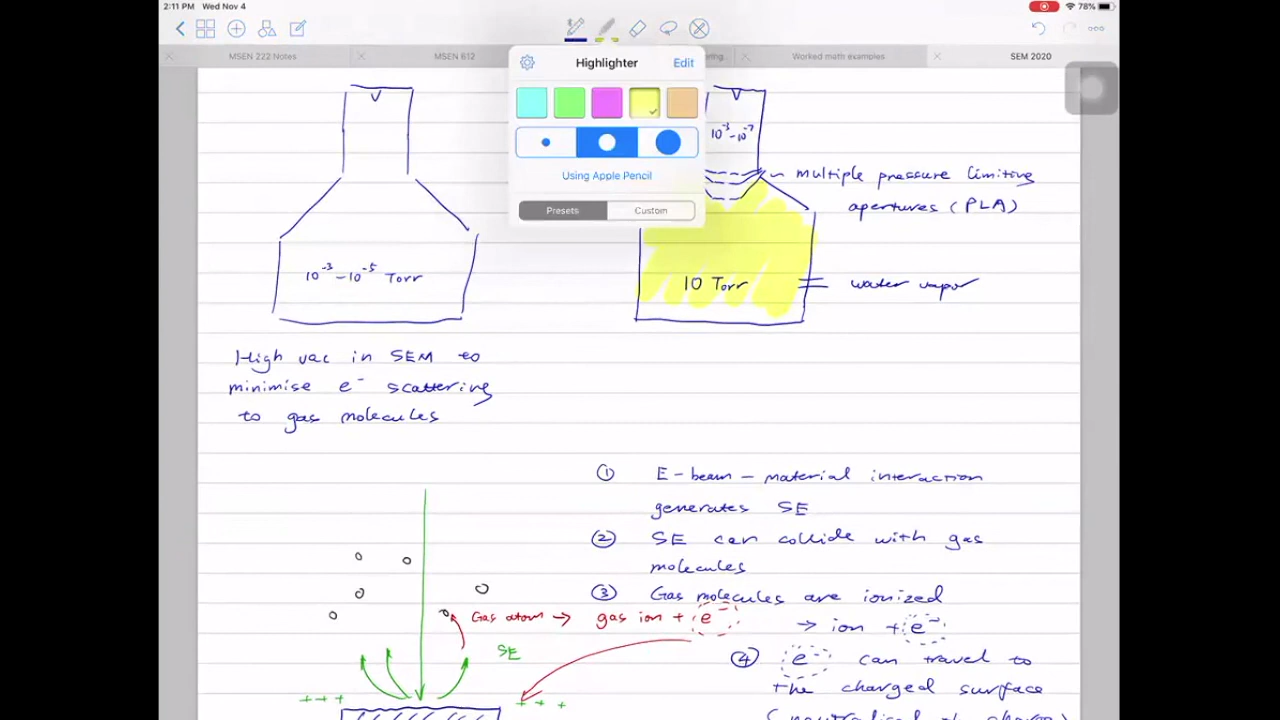 2:11 PM Wed Nov 4
78%
MSEN 222 Notes
MSEN 612
Worked math examples
SEM 2020
Highlighter
Edit
Using Apple Pencil
Presets
Custom
10⁻³-10⁻⁷
multiple pressure limiting
apertures (PLA)
10⁻³-10⁻⁵ Torr
10 Torr
water vapor
High vac in SEM to
minimise e⁻ scattering
to gas molecules
① E-beam - material interaction
generates SE
② SE can collide with gas
molecules
③ Gas molecules are ionized
→ ion + e⁻
④ e⁻ can travel to
the charged surface
Gas atom → gas ion + e⁻
SE
+ + +
+ + +